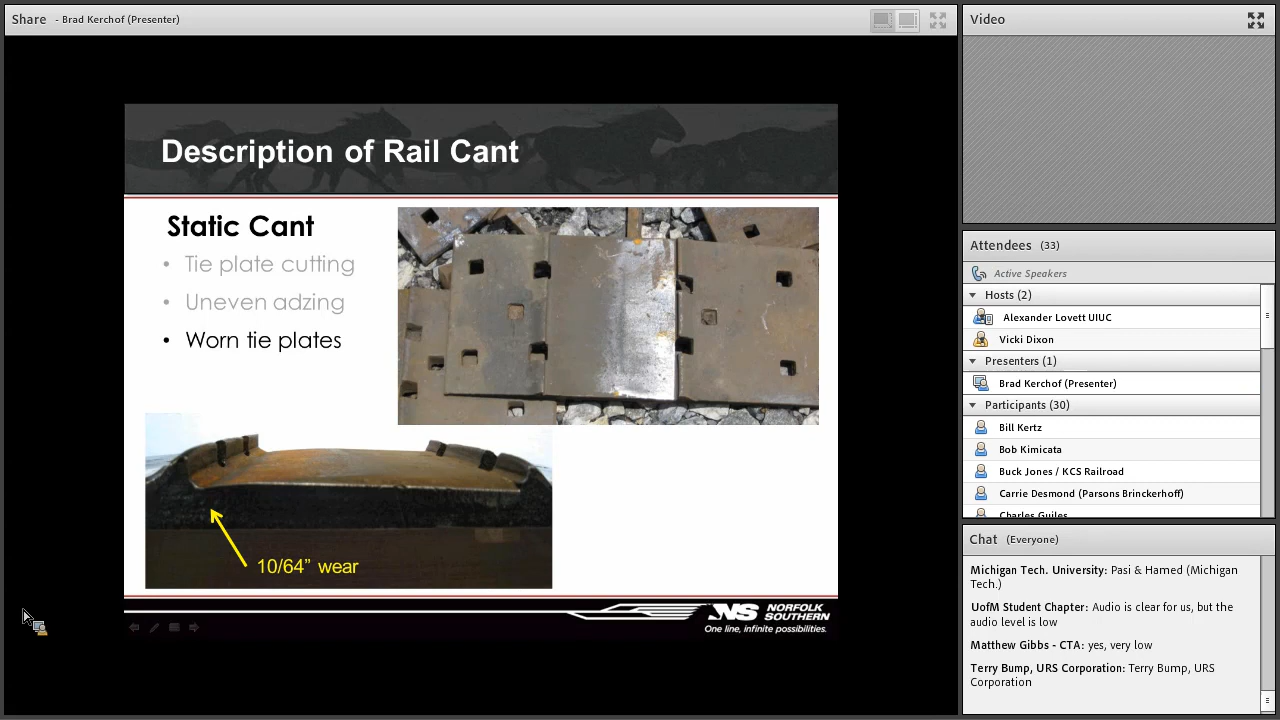 Share - Brad Kerchof (Presenter)
Description of Rail Cant
Static Cant
• Tie plate cutting
• Uneven adzing
• Worn tie plates
10/64” wear
NS NORFOLK
SOUTHERN
One line, infinite possibilities.
Video
Attendees (33)
Active Speakers
Hosts (2)
Alexander Lovett UIUC
Vicki Dixon
Presenters (1)
Brad Kerchof (Presenter)
Participants (30)
Bill Kertz
Bob Kimicata
Buck Jones / KCS Railroad
Carrie Desmond (Parsons Brinckerhoff)
Charles Guiles
Chat (Everyone)
Michigan Tech. University: Pasi & Hamed (Michigan
Tech.)
UofM Student Chapter: Audio is clear for us, but the
audio level is low
Matthew Gibbs - CTA: yes, very low
Terry Bump, URS Corporation: Terry Bump, URS
Corporation